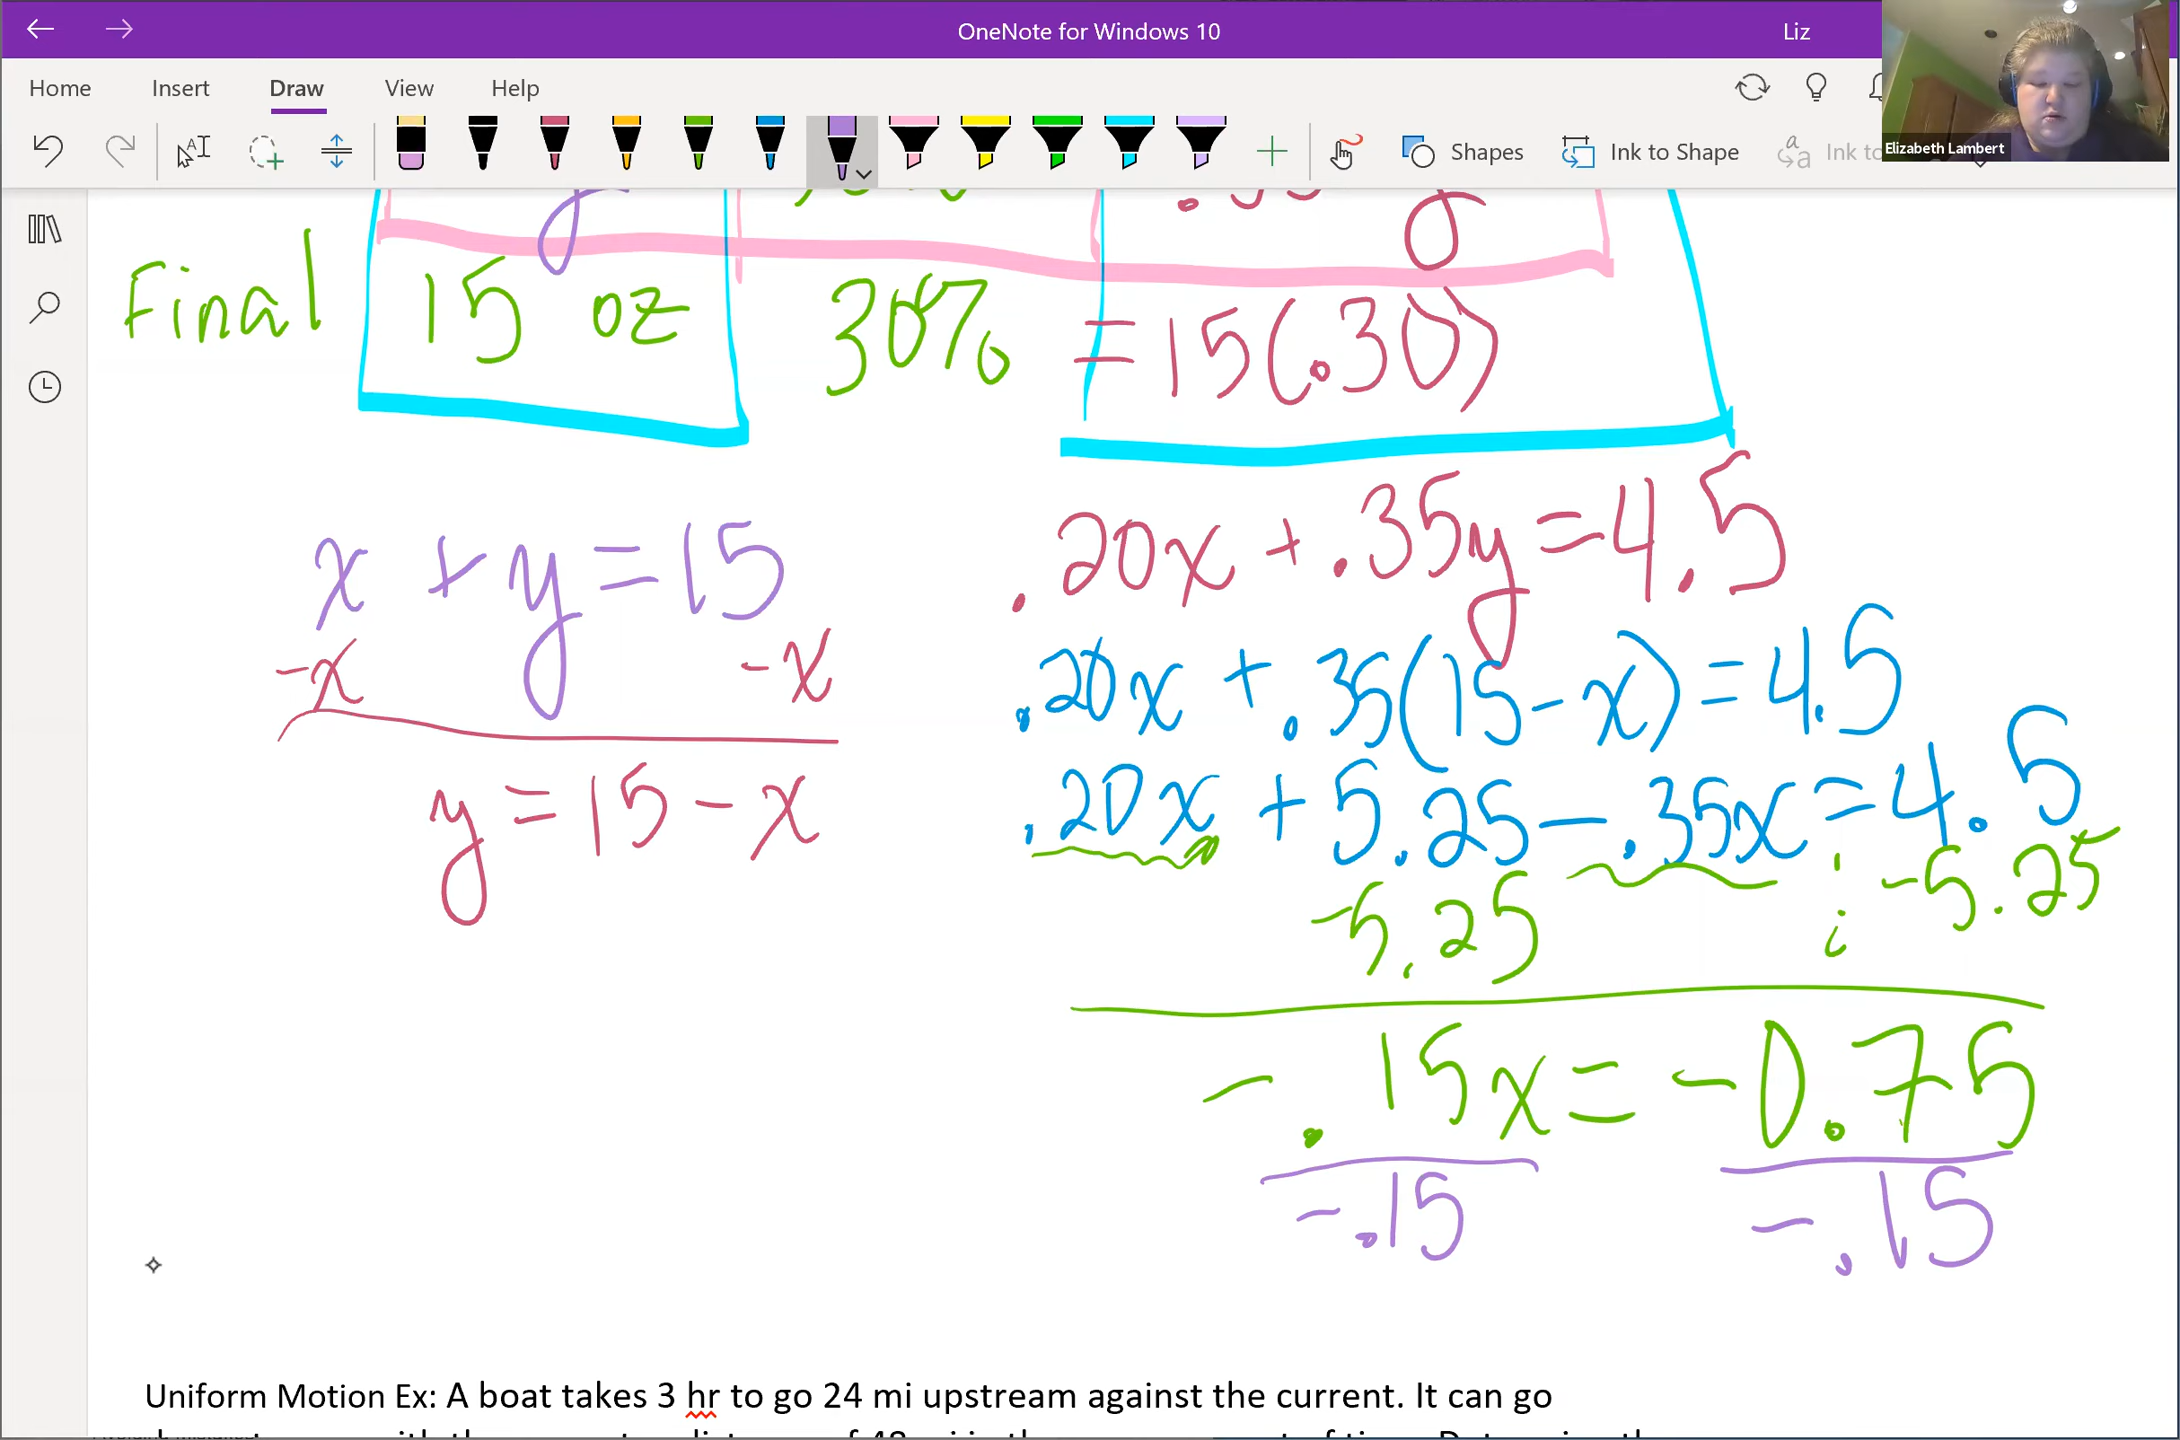 OneNote for Windows 10
Liz
Home Insert Draw View Help
Shapes Ink to Shape Ink to
Elizabeth Lambert
Final 15 oz 30% = 15(.30)
x + y = 15
-x -x
y = 15 - x
.20x + .35y = 4.5
.20x + .35(15 - x) = 4.5
.20x + 5.25 - .35x = 4.5
-5.25 -5.25
-.15x = -0.75
-.15 -.15
Uniform Motion Ex: A boat takes 3 hr to go 24 mi upstream against the current. It can go